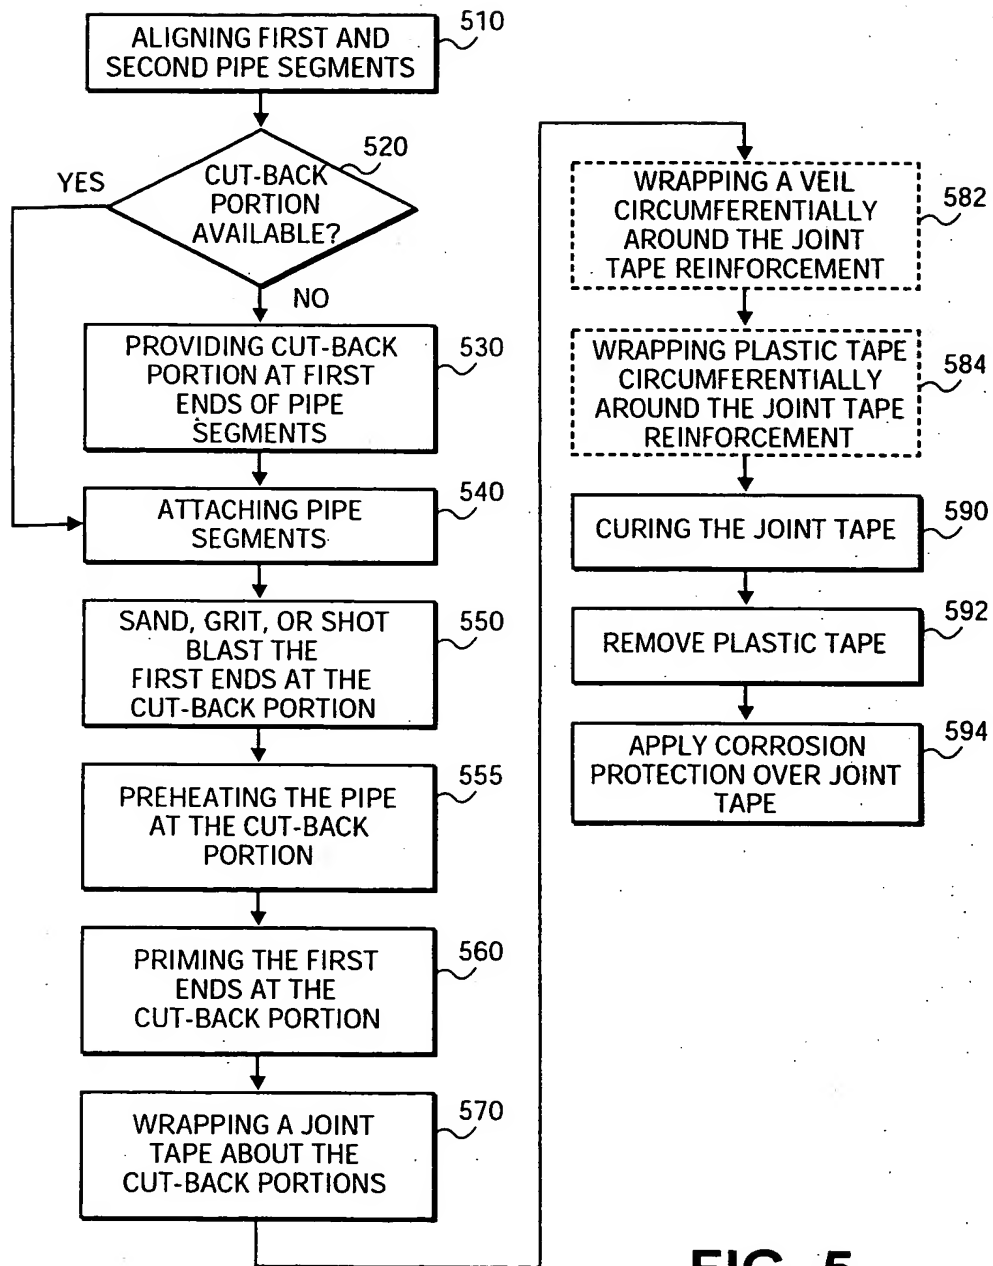 510
ALIGNING FIRST AND
SECOND PIPE SEGMENTS
520
YES
CUT-BACK
PORTION
AVAILABLE?
NO
530
PROVIDING CUT-BACK
PORTION AT FIRST
ENDS OF PIPE
SEGMENTS
540
ATTACHING PIPE
SEGMENTS
550
SAND, GRIT, OR SHOT
BLAST THE
FIRST ENDS AT THE
CUT-BACK PORTION
555
PREHEATING THE PIPE
AT THE CUT-BACK
PORTION
560
PRIMING THE FIRST
ENDS AT THE
CUT-BACK PORTION
570
WRAPPING A JOINT
TAPE ABOUT THE
CUT-BACK PORTIONS
582
WRAPPING A VEIL
CIRCUMFERENTIALLY
AROUND THE JOINT
TAPE REINFORCEMENT
584
WRAPPING PLASTIC TAPE
CIRCUMFERENTIALLY
AROUND THE JOINT TAPE
REINFORCEMENT
590
CURING THE JOINT TAPE
592
REMOVE PLASTIC TAPE
594
APPLY CORROSION
PROTECTION OVER JOINT
TAPE
FIG. 5